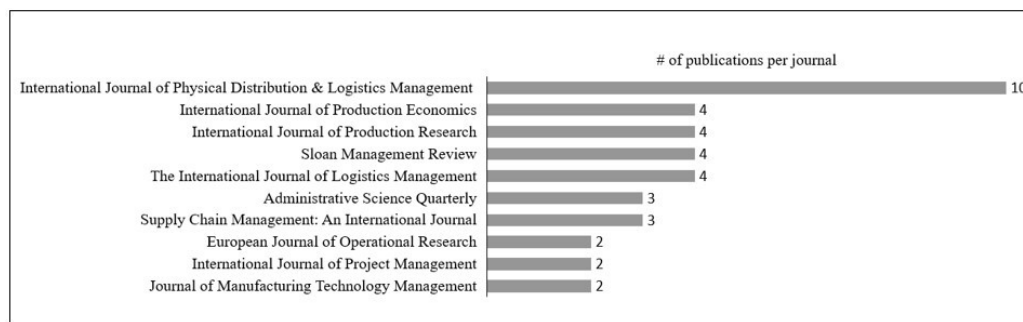 # of publications per journal
International Journal of Physical Distribution & Logistics Management 10
International Journal of Production Economics 4
International Journal of Production Research 4
Sloan Management Review 4
The International Journal of Logistics Management 4
Administrative Science Quarterly 3
Supply Chain Management: An International Journal 3
European Journal of Operational Research 2
International Journal of Project Management 2
Journal of Manufacturing Technology Management 2